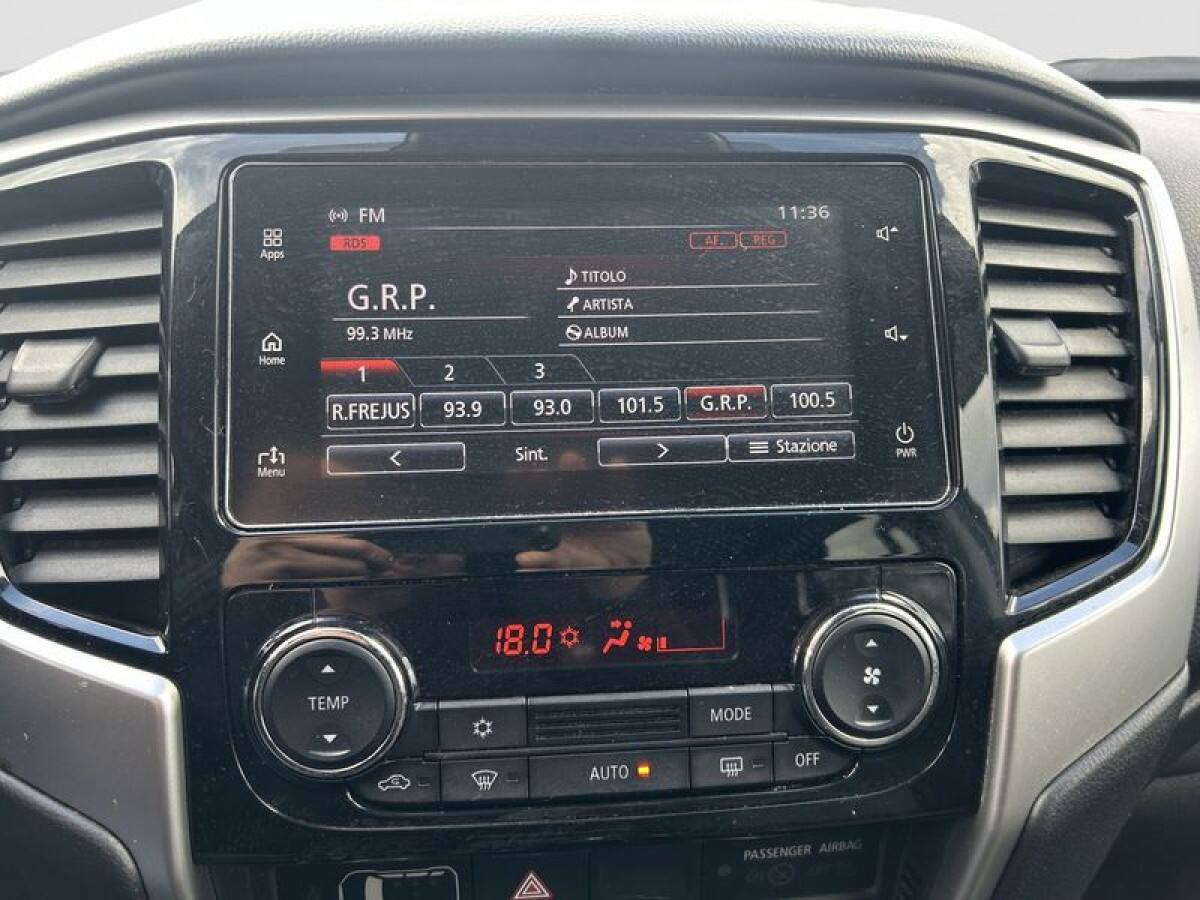 FM 11:36
Apps RDS AF REG
G.R.P. TITOLO
ARTISTA
99.3 MHz ALBUM
Home
1 2 3
R.FREJUS 93.9 93.0 101.5 G.R.P. 100.5
Menu < Sint. > Stazione PWR
18.0
TEMP
MODE
AUTO OFF
PASSENGER AIRBAG